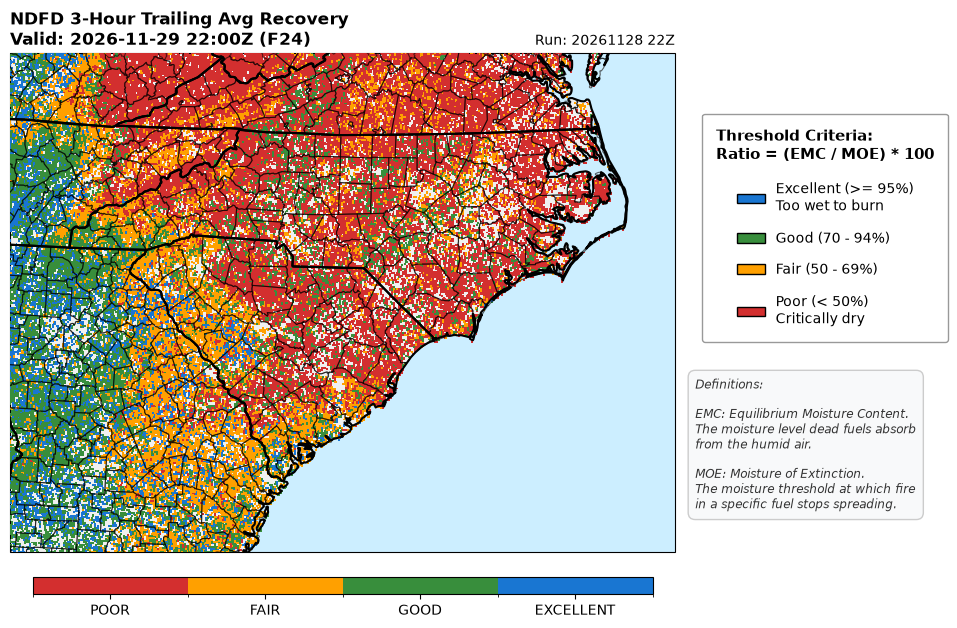 NDFD 3-Hour Trailing Avg Recovery
Valid: 2026-11-29 22:00Z (F24)
Run: 20261128 22Z
Threshold Criteria:
Ratio = (EMC / MOE) * 100
Excellent (>= 95%)
Too wet to burn
Good (70 - 94%)
Fair (50 - 69%)
Poor (< 50%)
Critically dry
Definitions:
EMC: Equilibrium Moisture Content.
The moisture level dead fuels absorb
from the humid air.
MOE: Moisture of Extinction.
The moisture threshold at which fire
in a specific fuel stops spreading.
POOR
FAIR
GOOD
EXCELLENT